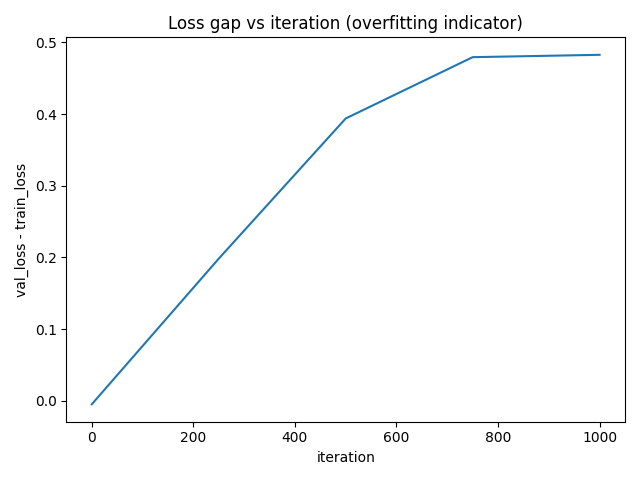 Loss gap vs iteration (overfitting indicator)
val_loss - train_loss
0.5
0.4
0.3
0.2
0.1
0.0
0 200 400 600 800 1000
iteration